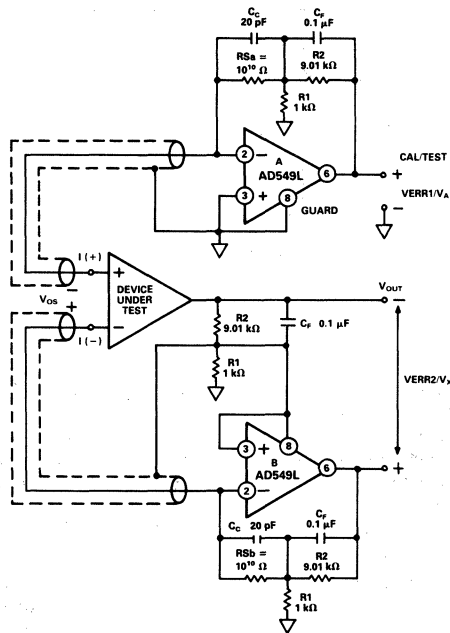 CC
20 pF
CF
0.1 µF
RSa =
10¹⁰ Ω
R2
9.01 kΩ
R1
1 kΩ
2
−
A
AD549L
6
3
+
8
GUARD
+
CAL/TEST
VERR1/VA
−
I (+)
−
VOS
+
I (−)
+
DEVICE
UNDER
TEST
−
VOUT
−
R2
9.01 kΩ
CF 0.1 µF
R1
1 kΩ
VERR2/V
3
+
8
B
AD549L
6
2
−
+
CC 20 pF
CF
0.1 µF
RSb =
10¹⁰ Ω
R2
9.01 kΩ
R1
1 kΩ